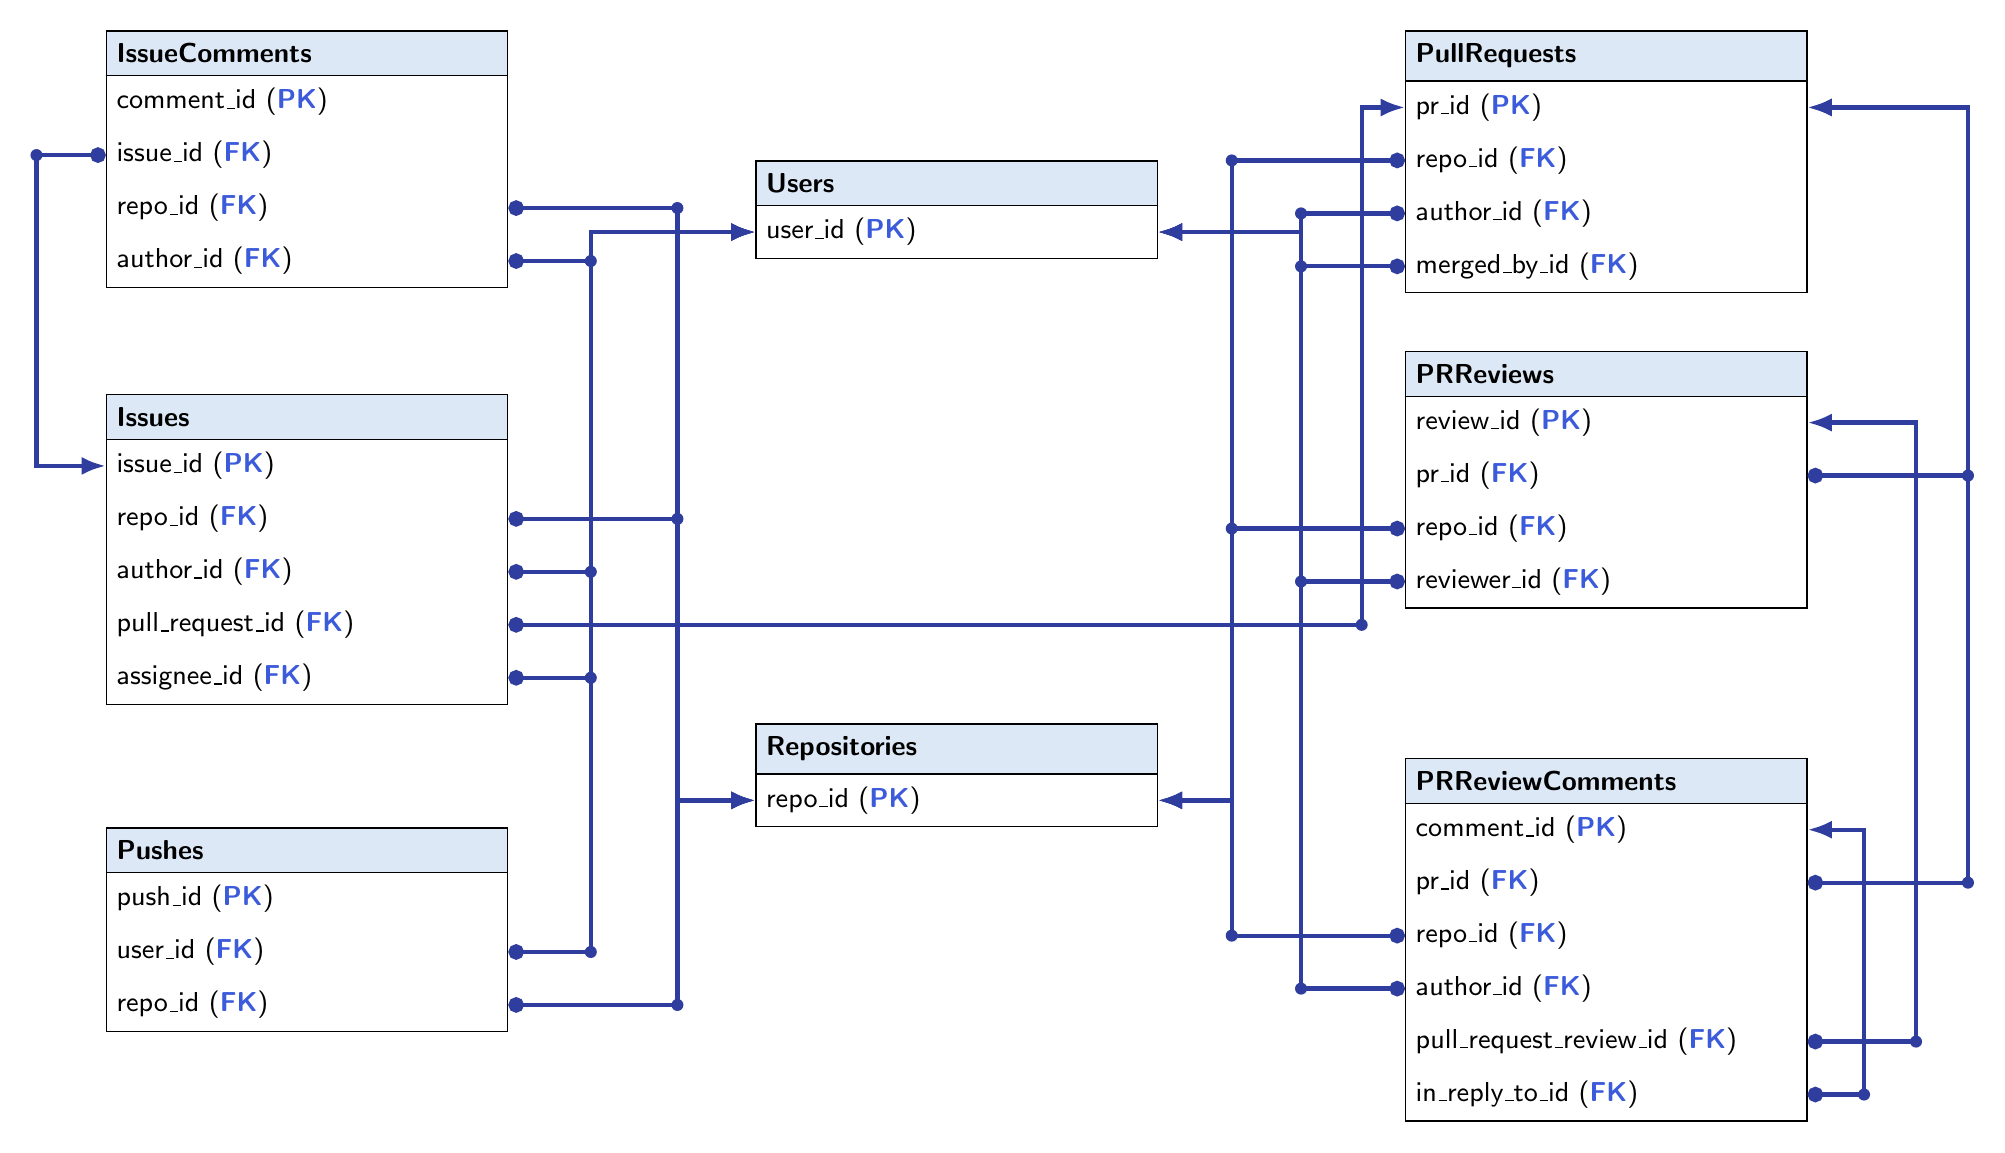 IssueComments
comment_id (PK)
issue_id (FK)
repo_id (FK)
author_id (FK)
Issues
issue_id (PK)
repo_id (FK)
author_id (FK)
pull_request_id (FK)
assignee_id (FK)
Pushes
push_id (PK)
user_id (FK)
repo_id (FK)
Users
user_id (PK)
Repositories
repo_id (PK)
PullRequests
pr_id (PK)
repo_id (FK)
author_id (FK)
merged_by_id (FK)
PRReviews
review_id (PK)
pr_id (FK)
repo_id (FK)
reviewer_id (FK)
PRReviewComments
comment_id (PK)
pr_id (FK)
repo_id (FK)
author_id (FK)
pull_request_review_id (FK)
in_reply_to_id (FK)